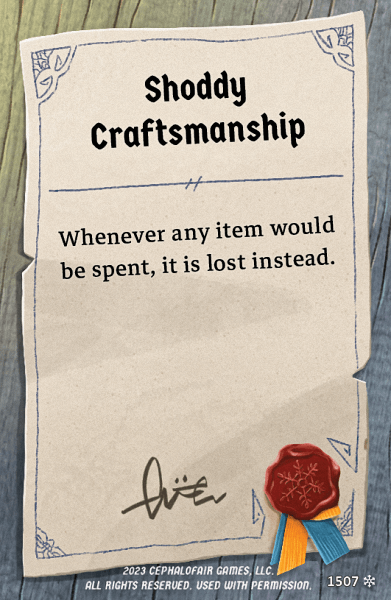 Shoddy
Craftsmanship
Whenever any item would
be spent, it is lost instead.
2023 CEPHALOFAIR GAMES, LLC.
ALL RIGHTS RESERVED. USED WITH PERMISSION.
1507